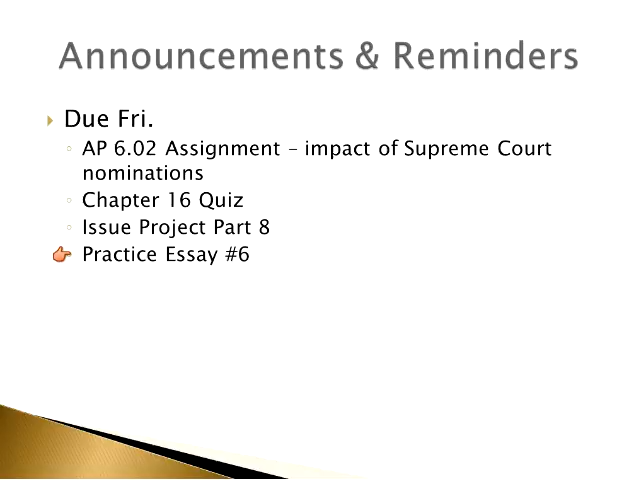 Announcements & Reminders
Due Fri.
AP 6.02 Assignment – impact of Supreme Court
nominations
Chapter 16 Quiz
Issue Project Part 8
Practice Essay #6